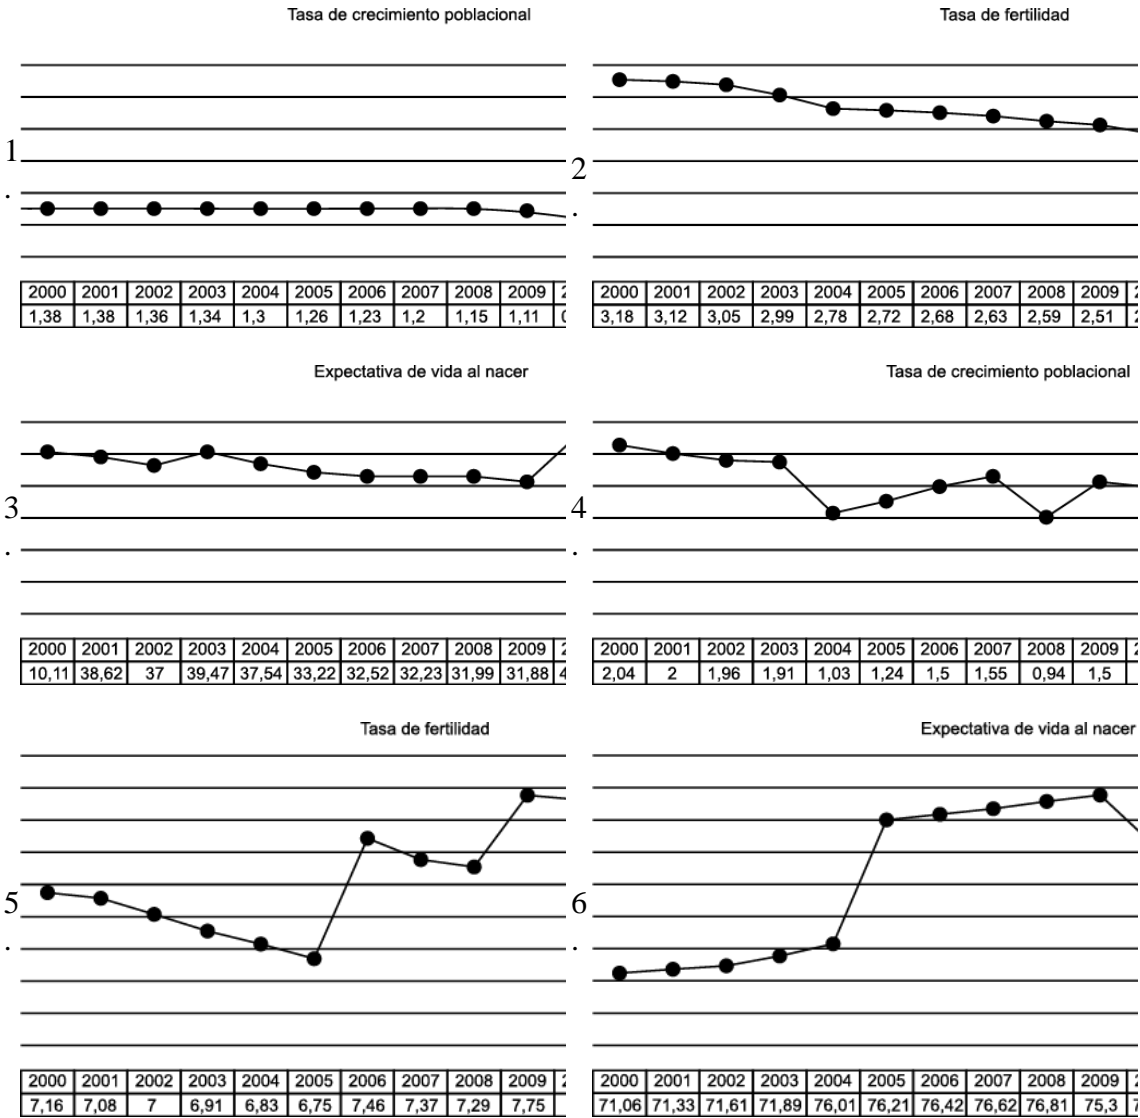 Tasa de crecimiento poblacional
1
.
2000 2001 2002 2003 2004 2005 2006 2007 2008 2009 2
1,38 1,38 1,36 1,34 1,3 1,26 1,23 1,2 1,15 1,11
Tasa de fertilidad
2
.
2000 2001 2002 2003 2004 2005 2006 2007 2008 2009 2
3,18 3,12 3,05 2,99 2,78 2,72 2,68 2,63 2,59 2,51 2
Expectativa de vida al nacer
3
.
2000 2001 2002 2003 2004 2005 2006 2007 2008 2009 2
10,11 38,62 37 39,47 37,54 33,22 32,52 32,23 31,99 31,88 4
Tasa de crecimiento poblacional
4
.
2000 2001 2002 2003 2004 2005 2006 2007 2008 2009 2
2,04 2 1,96 1,91 1,03 1,24 1,5 1,55 0,94 1,5
Tasa de fertilidad
5
.
2000 2001 2002 2003 2004 2005 2006 2007 2008 2009 2
7,16 7,08 7 6,91 6,83 6,75 7,46 7,37 7,29 7,75
Expectativa de vida al nacer
6
.
2000 2001 2002 2003 2004 2005 2006 2007 2008 2009 2
71,06 71,33 71,61 71,89 76,01 76,21 76,42 76,62 76,81 75,3 7